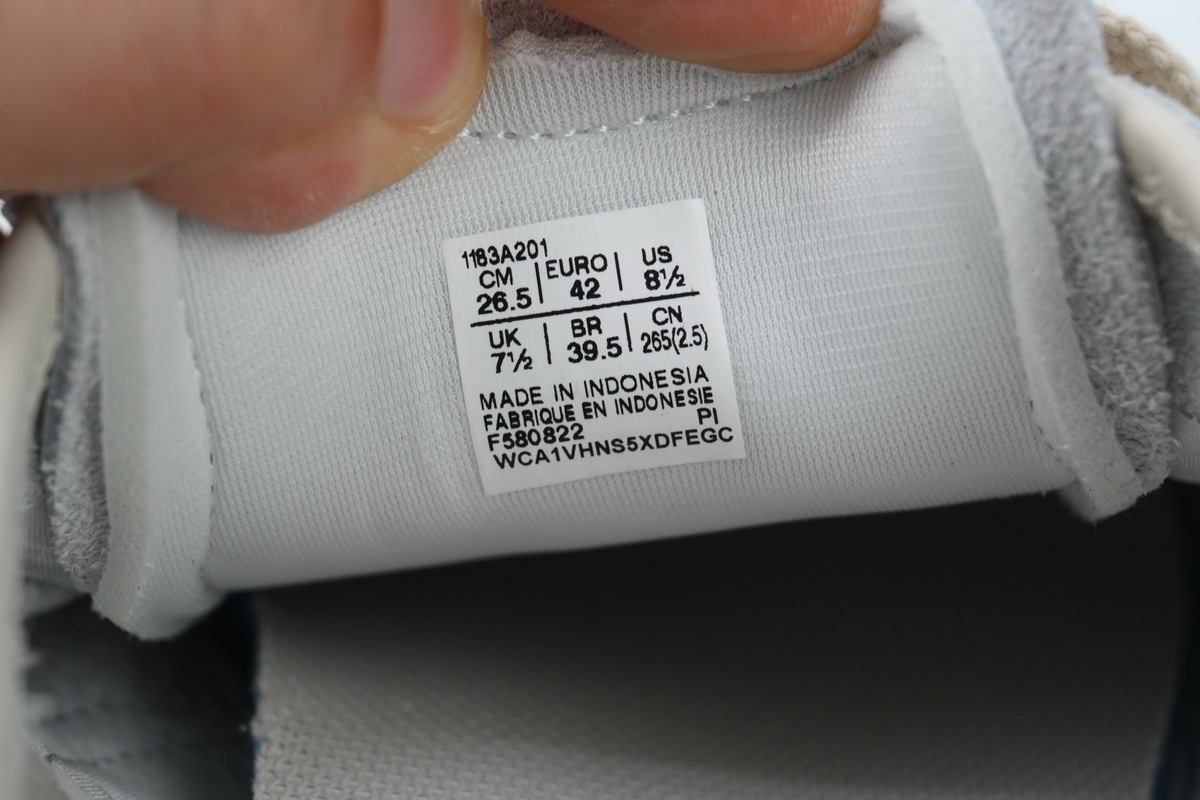 1183A201
CM | EURO | US
26.5 | 42 | 8½
UK | BR | CN
7½ | 39.5 | 265(2.5)
MADE IN INDONESIA
FABRIQUE EN INDONESIE
F580822 PI
WCA1VHNS5XDFEGC